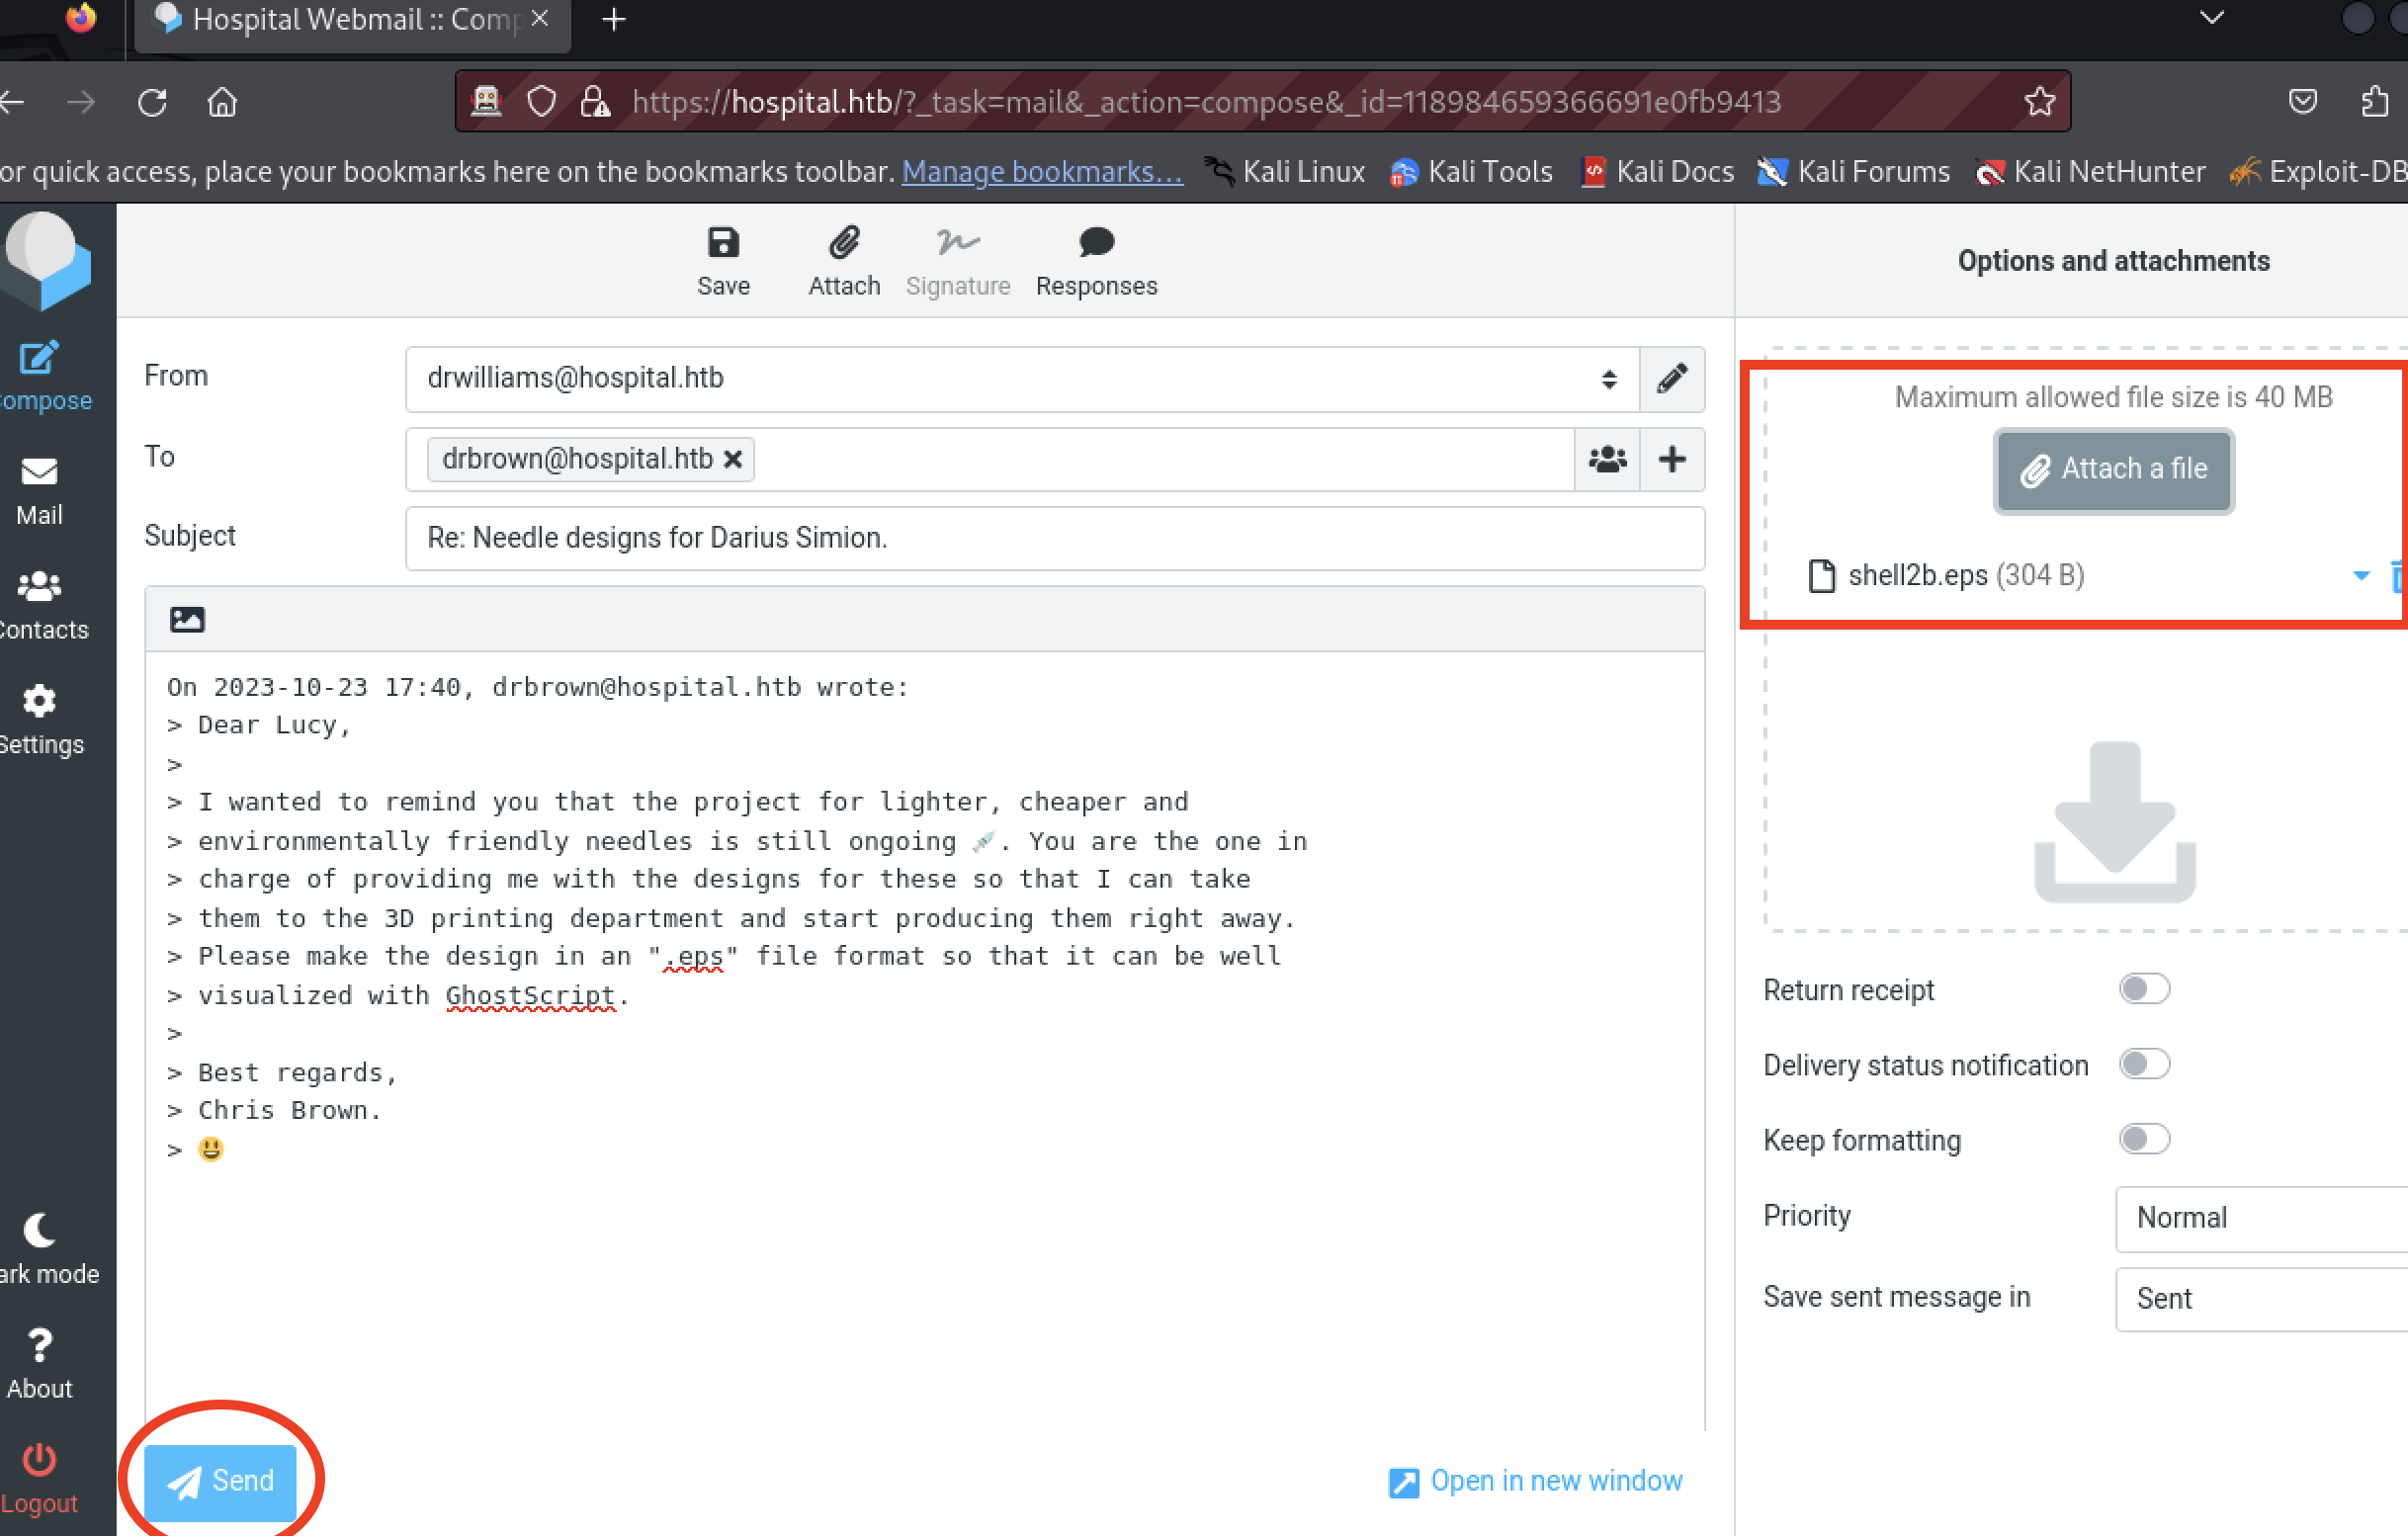 Hospital Webmail :: Comp
https://hospital.htb/?_task=mail&_action=compose&_id=118984659366691e0fb9413
or quick access, place your bookmarks here on the bookmarks toolbar. Manage bookmarks... Kali Linux Kali Tools Kali Docs Kali Forums Kali NetHunter Exploit-DB
Save Attach Signature Responses
Options and attachments
ompose
Mail
Contacts
Settings
ark mode
About
Logout
From drwilliams@hospital.htb
To drbrown@hospital.htb
Subject Re: Needle designs for Darius Simion.
On 2023-10-23 17:40, drbrown@hospital.htb wrote:
> Dear Lucy,
>
> I wanted to remind you that the project for lighter, cheaper and
> environmentally friendly needles is still ongoing 💉. You are the one in
> charge of providing me with the designs for these so that I can take
> them to the 3D printing department and start producing them right away.
> Please make the design in an ".eps" file format so that it can be well
> visualized with GhostScript.
>
> Best regards,
> Chris Brown.
> 😃
Send
Open in new window
Maximum allowed file size is 40 MB
Attach a file
shell2b.eps (304 B)
Return receipt
Delivery status notification
Keep formatting
Priority Normal
Save sent message in Sent